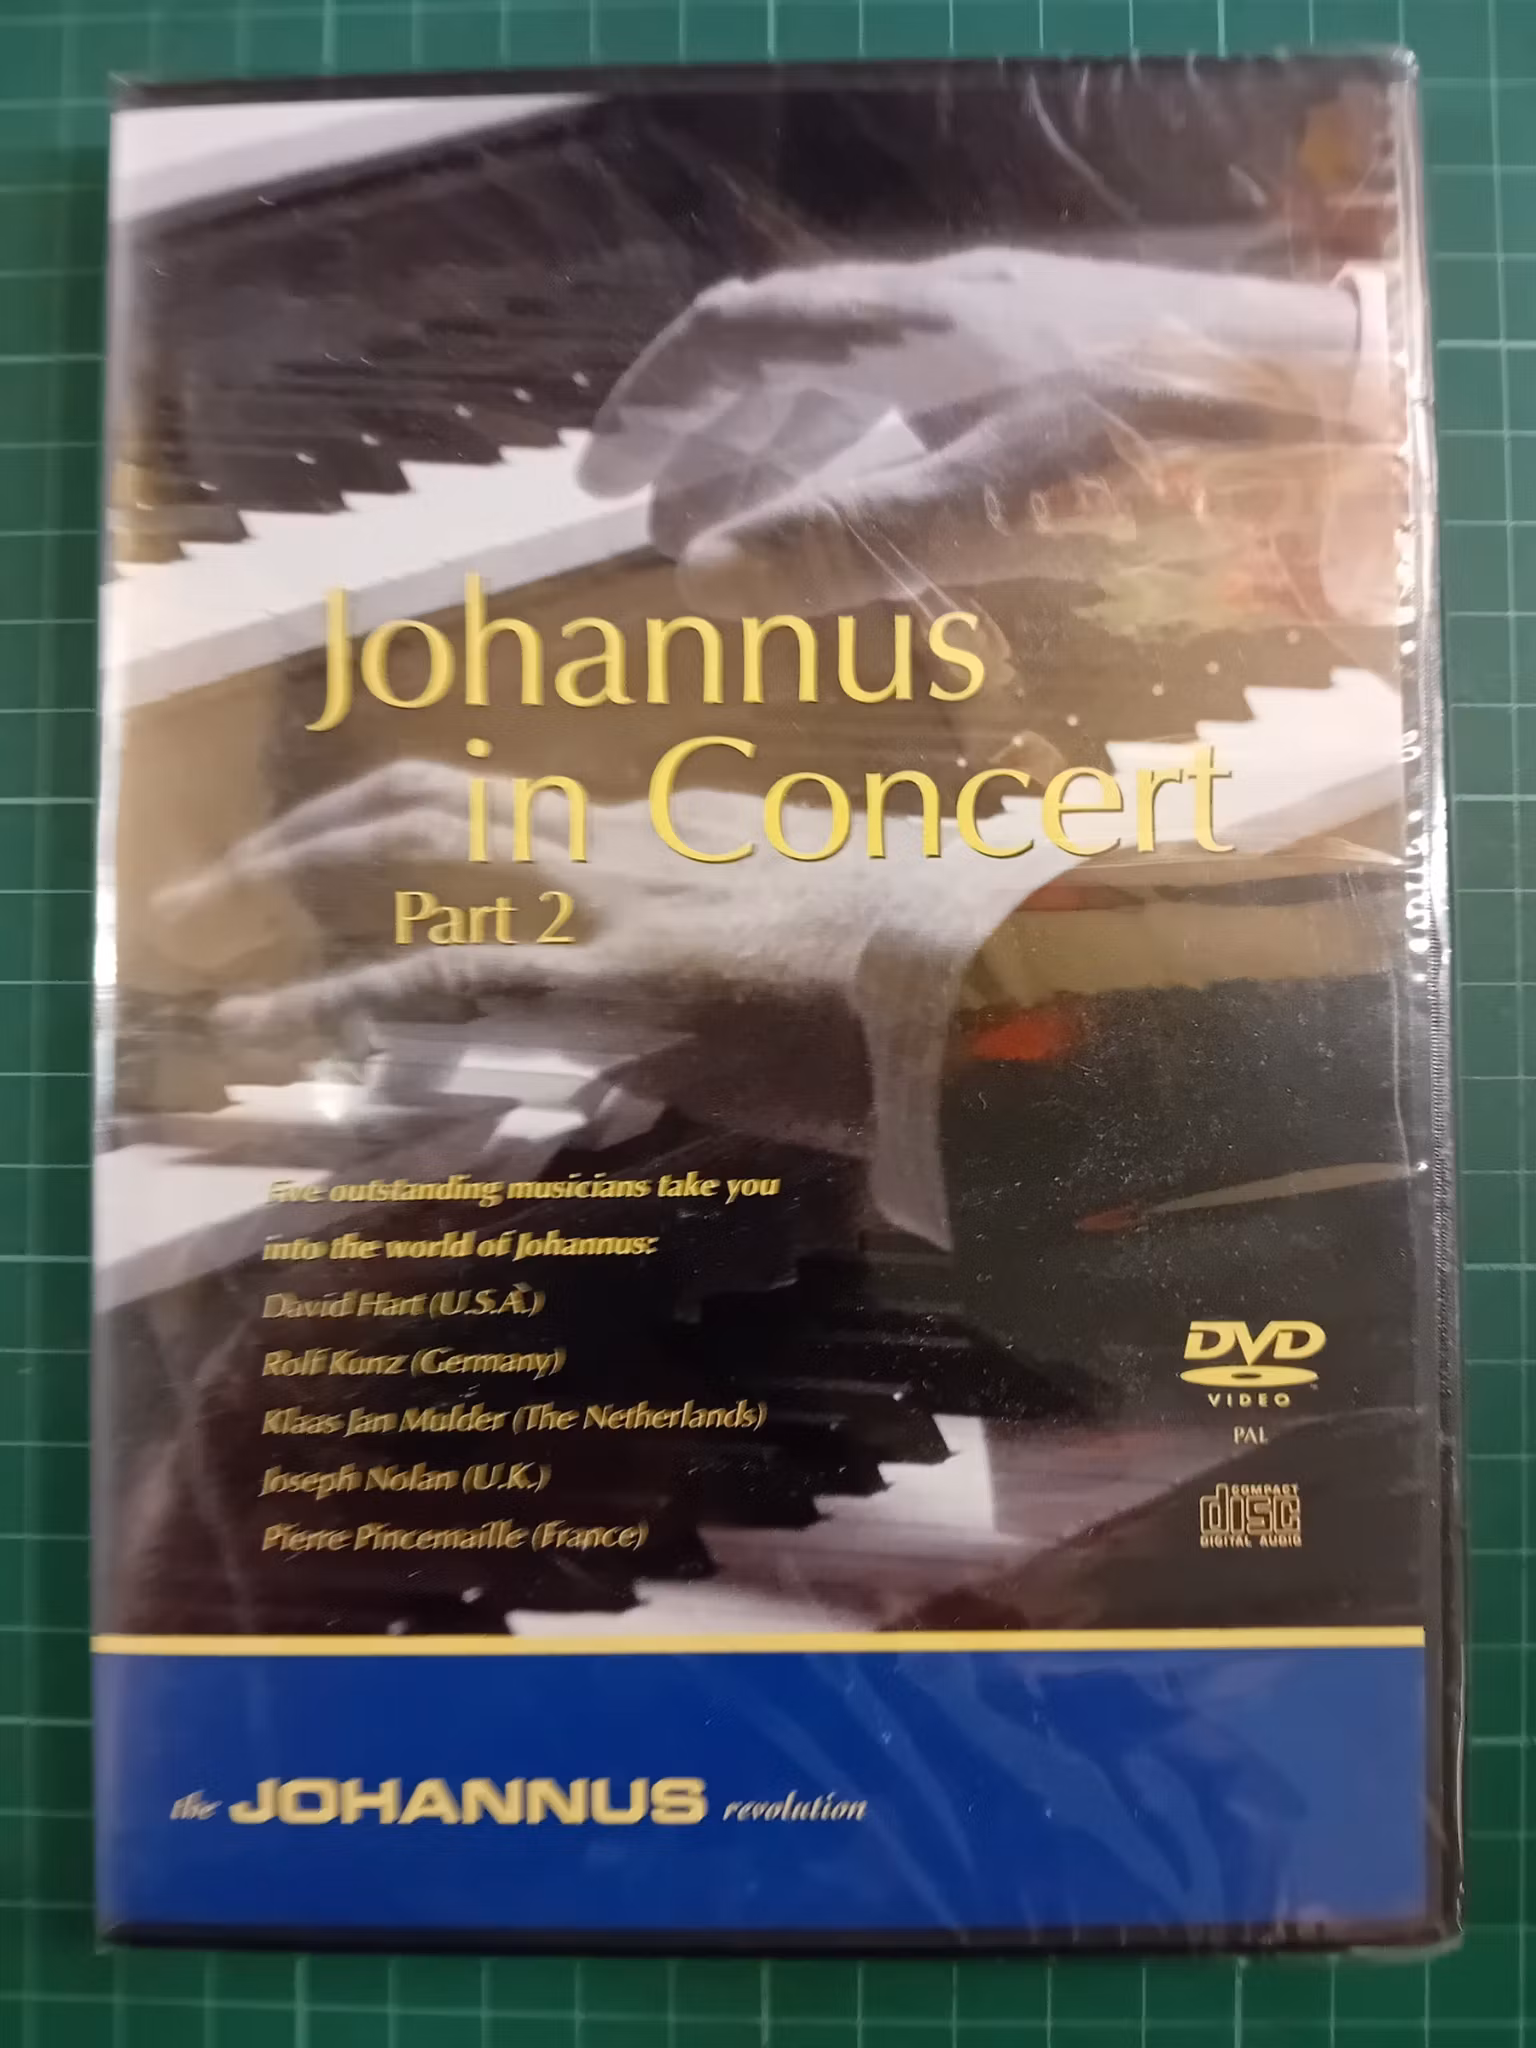 Johannus
in Concert
Part 2
Five outstanding musicians take you
into the world of Johannus:
David Hart (U.S.A.)
Rolf Kunz (Germany)
Klaas Jan Mulder (The Netherlands)
Joseph Nolan (U.K.)
Pierre Pincemaille (France)
DVD
VIDEO
PAL
COMPACT
disc
DIGITAL AUDIO
the JOHANNUS revolution